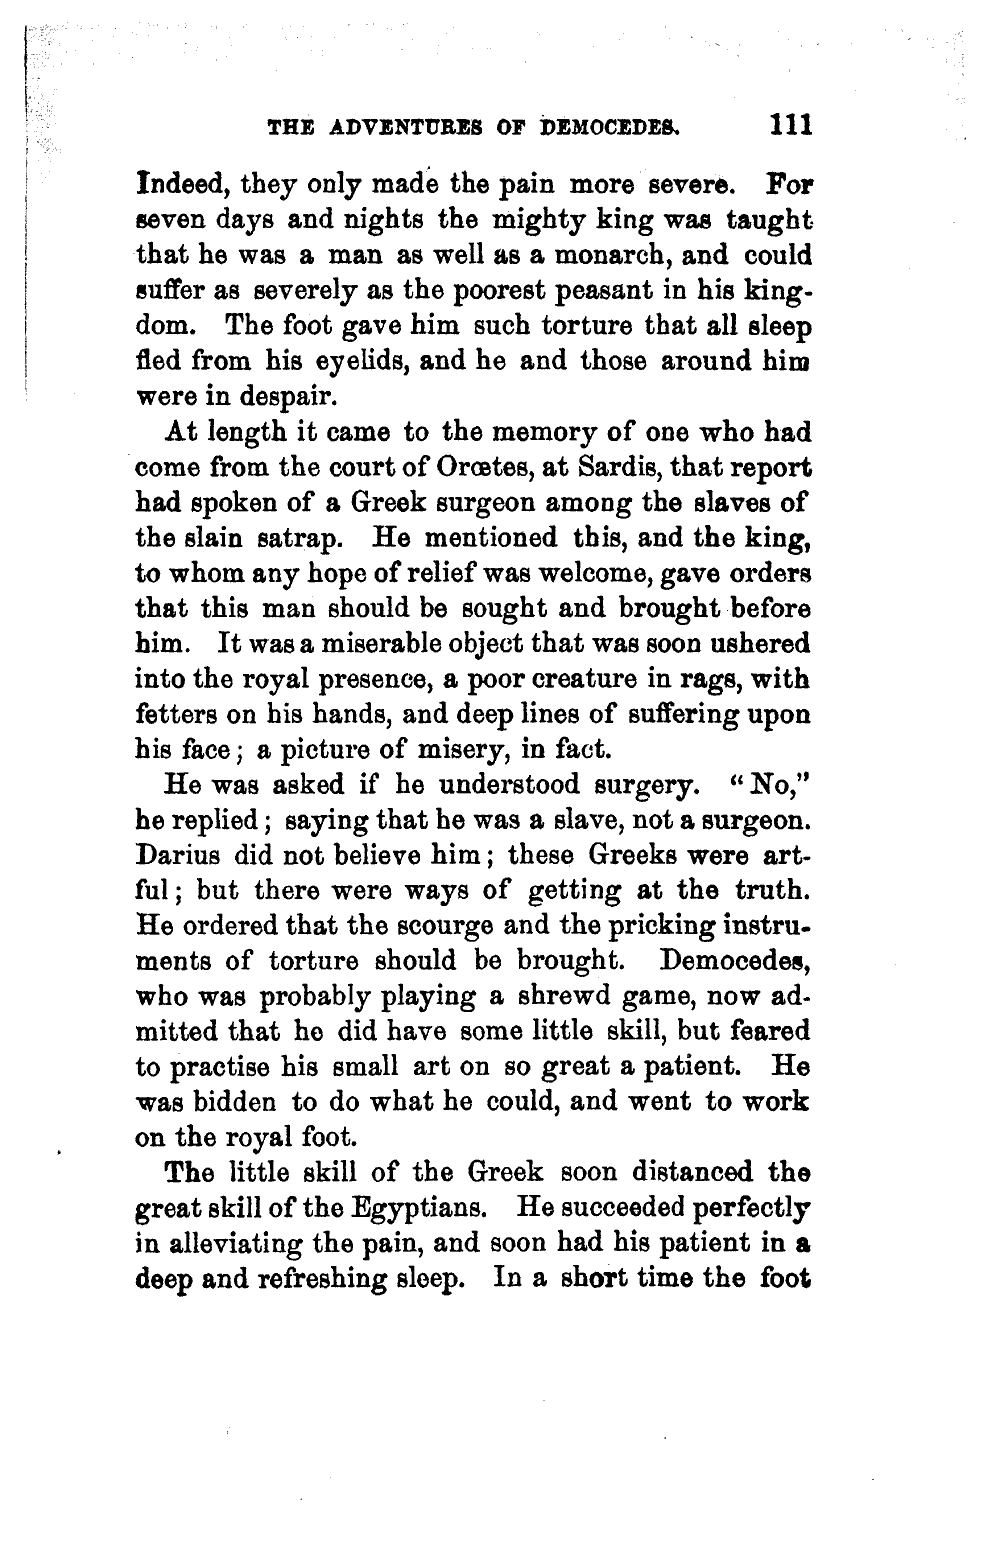 THE ADVENTURES OF DEMOCEDES. 111
Indeed, they only made the pain more severe. For
seven days and nights the mighty king was taught
that he was a man as well as a monarch, and could
suffer as severely as the poorest peasant in his king-
dom. The foot gave him such torture that all sleep
fled from his eyelids, and he and those around him
were in despair.
At length it came to the memory of one who had
come from the court of Orœtes, at Sardis, that report
had spoken of a Greek surgeon among the slaves of
the slain satrap. He mentioned this, and the king,
to whom any hope of relief was welcome, gave orders
that this man should be sought and brought before
him. It was a miserable object that was soon ushered
into the royal presence, a poor creature in rags, with
fetters on his hands, and deep lines of suffering upon
his face; a picture of misery, in fact.
He was asked if he understood surgery. "No,"
he replied; saying that he was a slave, not a surgeon.
Darius did not believe him; these Greeks were art-
ful; but there were ways of getting at the truth.
He ordered that the scourge and the pricking instru-
ments of torture should be brought. Democedes,
who was probably playing a shrewd game, now ad-
mitted that he did have some little skill, but feared
to practise his small art on so great a patient. He
was bidden to do what he could, and went to work
on the royal foot.
The little skill of the Greek soon distanced the
great skill of the Egyptians. He succeeded perfectly
in alleviating the pain, and soon had his patient in a
deep and refreshing sleep. In a short time the foot